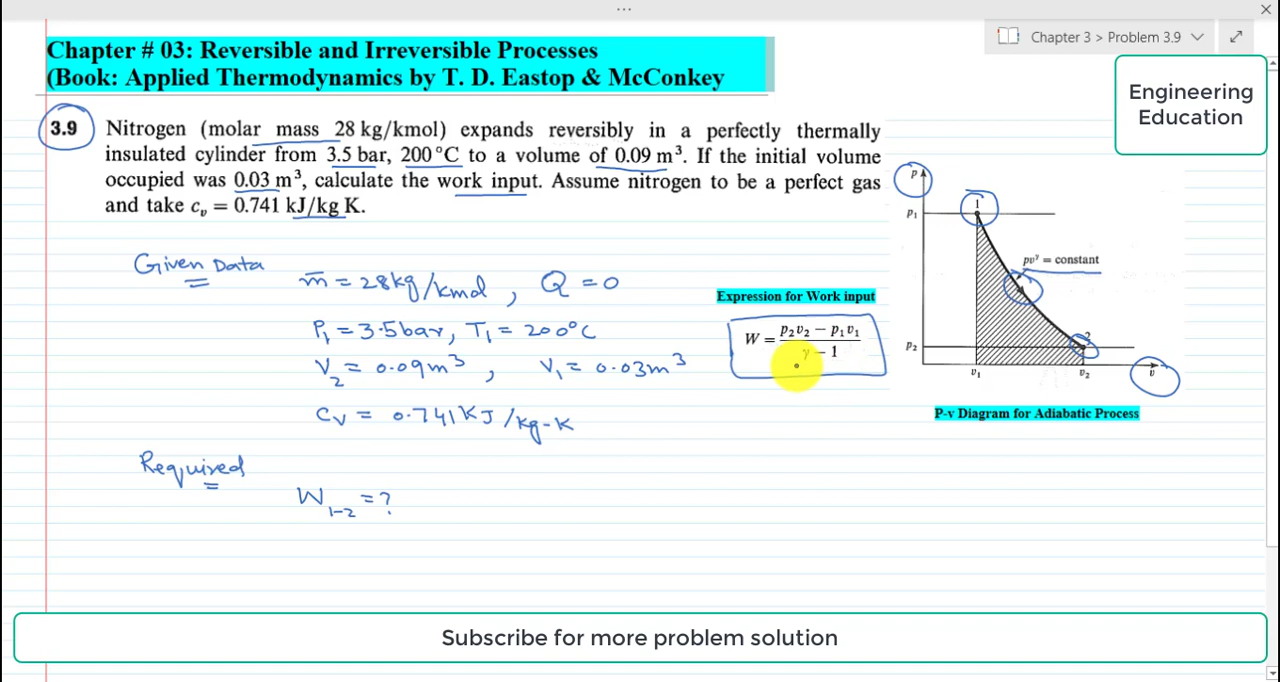 Chapter 3 > Problem 3.9
Chapter # 03: Reversible and Irreversible Processes
(Book: Applied Thermodynamics by T. D. Eastop & McConkey
Engineering
Education
3.9 Nitrogen (molar mass 28 kg/kmol) expands reversibly in a perfectly thermally
insulated cylinder from 3.5 bar, 200 °C to a volume of 0.09 m³. If the initial volume
occupied was 0.03 m³, calculate the work input. Assume nitrogen to be a perfect gas
and take cᵥ = 0.741 kJ/kg K.
Given Data
m̄ = 28kg/kmol, Q = 0
P₁ = 3.5bar, T₁ = 200°C
V₂ = 0.09m³, V₁ = 0.03m³
Cv = 0.741KJ/kg-K
Required
W₁₋₂ = ?
Expression for Work input
W = (p₂v₂ − p₁v₁) / (γ − 1)
p
p₁
1
pvᵞ = constant
2
p₂
v₁
v₂
v
P-v Diagram for Adiabatic Process
Subscribe for more problem solution